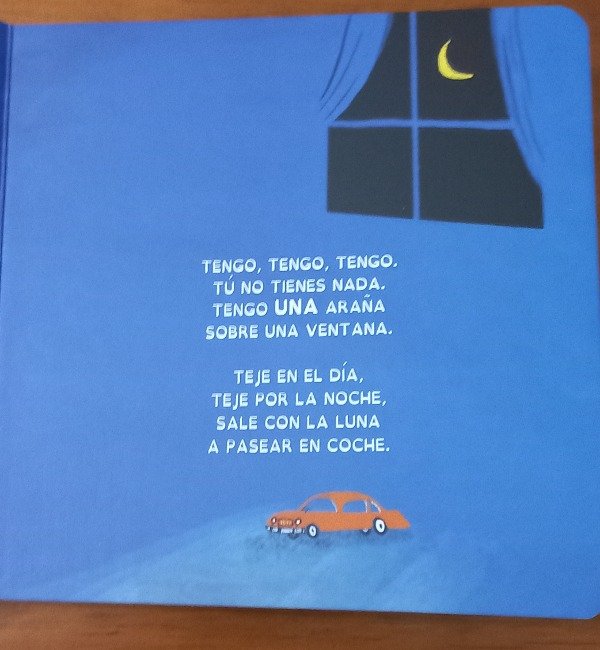 TENGO, TENGO, TENGO.
TÚ NO TIENES NADA.
TENGO UNA ARAÑA
SOBRE UNA VENTANA.
TEJE EN EL DÍA,
TEJE POR LA NOCHE,
SALE CON LA LUNA
A PASEAR EN COCHE.